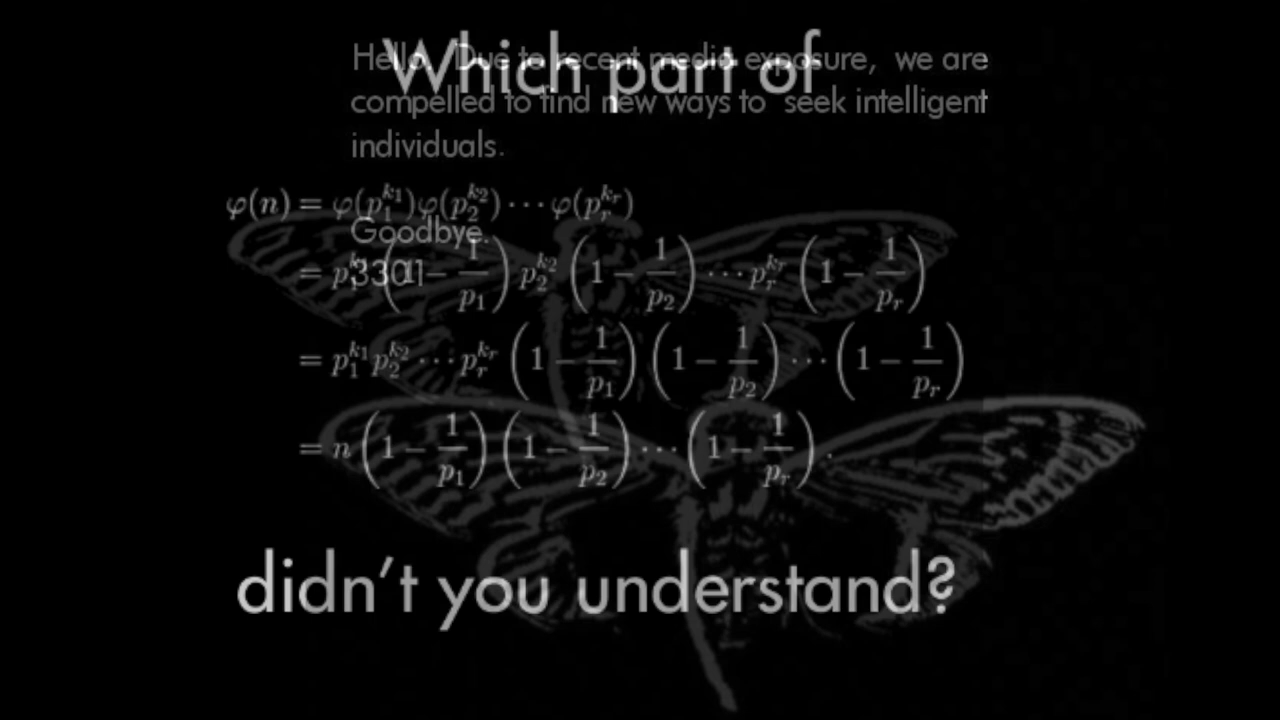 Which part of
Hello. Due to recent media exposure, we are
compelled to find new ways to seek intelligent
individuals.
φ(n) = φ(p₁^{k₁})φ(p₂^{k₂}) ⋯ φ(p_r^{k_r})
Goodbye.
= p₁^{k₁} (1 − 1/p₁) p₂^{k₂} (1 − 1/p₂) ⋯ p_r^{k_r} (1 − 1/p_r)
3301
= p₁^{k₁} p₂^{k₂} ⋯ p_r^{k_r} (1 − 1/p₁) (1 − 1/p₂) ⋯ (1 − 1/p_r)
= n (1 − 1/p₁) (1 − 1/p₂) ⋯ (1 − 1/p_r).
didn’t you understand?